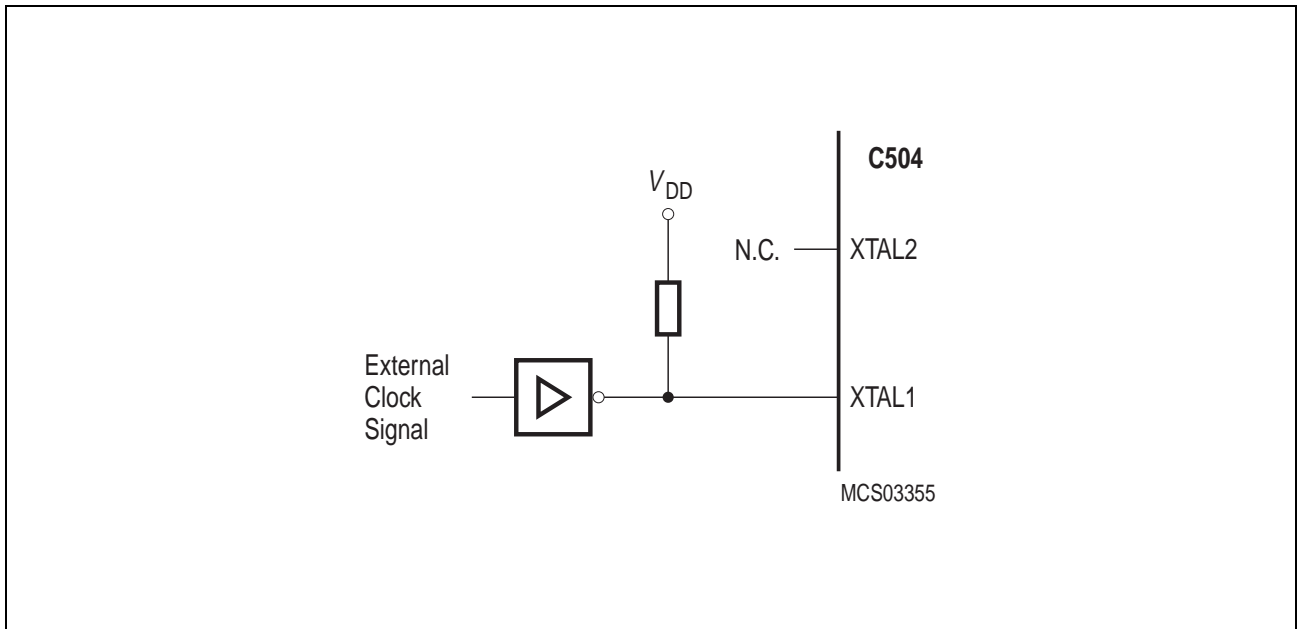 C504
VDD
N.C.
XTAL2
External
Clock
Signal
XTAL1
MCS03355